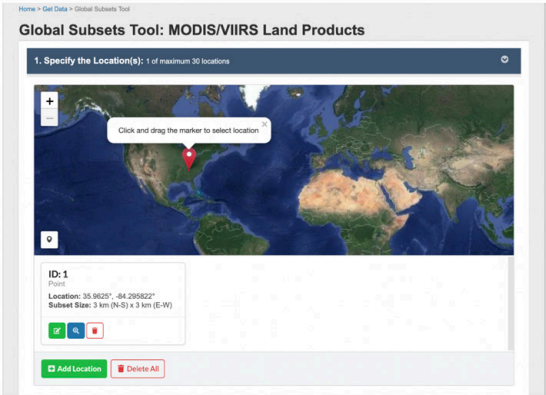 Home > Get Data > Global Subsets Tool
Global Subsets Tool: MODIS/VIIRS Land Products
1. Specify the Location(s): 1 of maximum 30 locations
+
−
Click and drag the marker to select location ×
ID: 1
Point
Location: 35.9625°, -84.295822°
Subset Size: 3 km (N-S) x 3 km (E-W)
Add Location Delete All